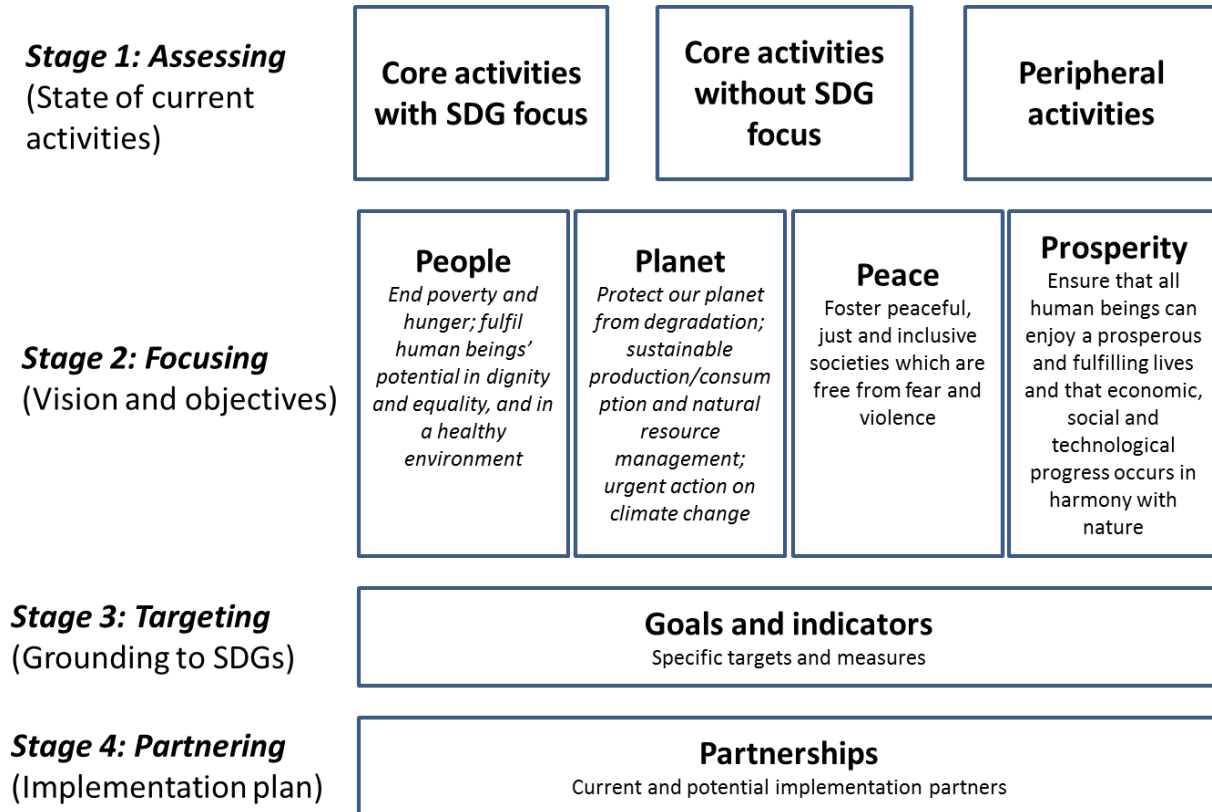 Stage 1: Assessing
(State of current
activities)
Core activities
with SDG focus
Core activities
without SDG
focus
Peripheral
activities
Stage 2: Focusing
(Vision and objectives)
People
End poverty and
hunger; fulfil
human beings’
potential in dignity
and equality, and in
a healthy
environment
Planet
Protect our planet
from degradation;
sustainable
production/consum
ption and natural
resource
management;
urgent action on
climate change
Peace
Foster peaceful,
just and inclusive
societies which are
free from fear and
violence
Prosperity
Ensure that all
human beings can
enjoy a prosperous
and fulfilling lives
and that economic,
social and
technological
progress occurs in
harmony with
nature
Stage 3: Targeting
(Grounding to SDGs)
Goals and indicators
Specific targets and measures
Stage 4: Partnering
(Implementation plan)
Partnerships
Current and potential implementation partners